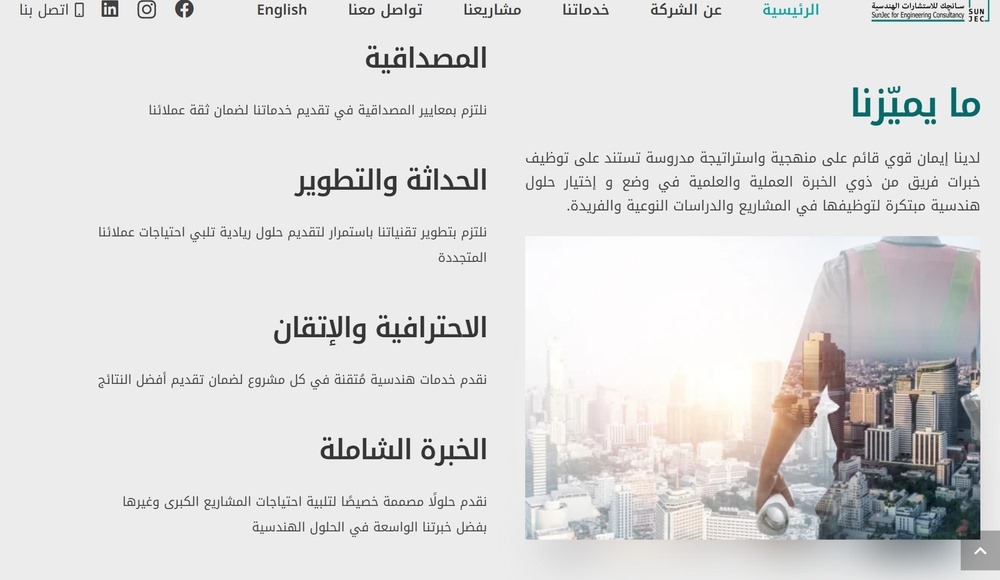 سانجك للاستشارات الهندسية
SunJec for Engineering Consultancy
SUN
JEC
الرئيسية
عن الشركة
خدماتنا
مشاريعنا
تواصل معنا
English
اتصل بنا
ما يميّزنا
لدينا إيمان قوي قائم على منهجية واستراتيجة مدروسة تستند على توظيف
خبرات فريق من ذوي الخبرة العملية والعلمية في وضع و إختيار حلول
هندسية مبتكرة لتوظيفها في المشاريع والدراسات النوعية والفريدة.
المصداقية
نلتزم بمعايير المصداقية في تقديم خدماتنا لضمان ثقة عملائنا
الحداثة والتطوير
نلتزم بتطوير تقنياتنا باستمرار لتقديم حلول ريادية تلبي احتياجات عملائنا
المتجددة
الاحترافية والإتقان
نقدم خدمات هندسية مُتقنة في كل مشروع لضمان تقديم أفضل النتائج
الخبرة الشاملة
نقدم حلولًا مصممة خصيصًا لتلبية احتياجات المشاريع الكبرى وغيرها
بفضل خبرتنا الواسعة في الحلول الهندسية